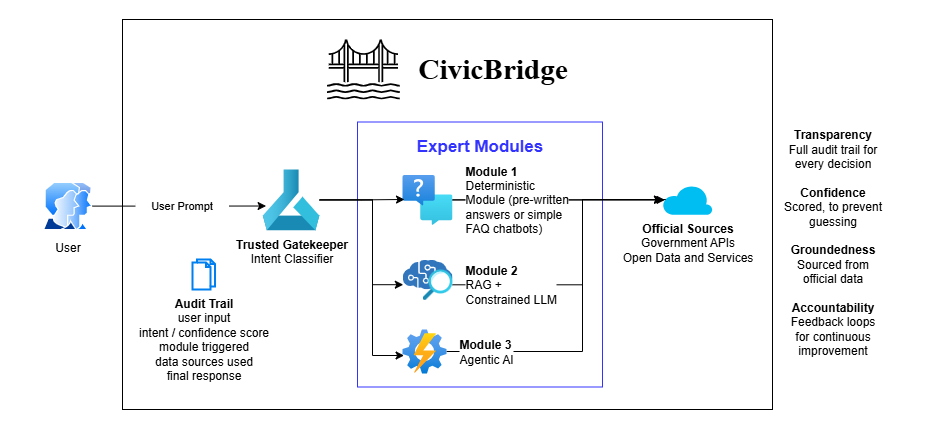 CivicBridge
Expert Modules
User
User Prompt
Trusted Gatekeeper
Intent Classifier
Audit Trail
user input
intent / confidence score
module triggered
data sources used
final response
Module 1
Deterministic
Module (pre-written
answers or simple
FAQ chatbots)
Module 2
RAG +
Constrained LLM
Module 3
Agentic AI
Official Sources
Government APIs
Open Data and Services
Transparency
Full audit trail for
every decision
Confidence
Scored, to prevent
guessing
Groundedness
Sourced from
official data
Accountability
Feedback loops
for continuous
improvement